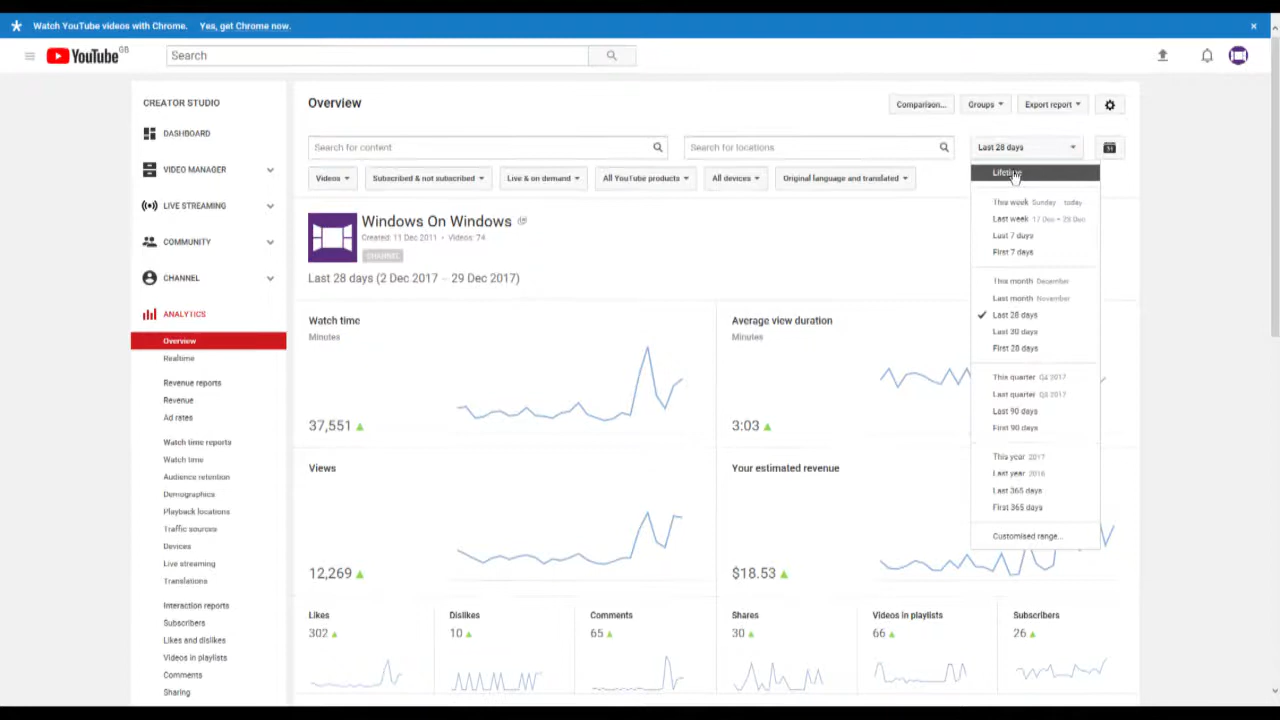 Watch YouTube videos with Chrome. Yes, get Chrome now.
YouTube GB
Search
CREATOR STUDIO
DASHBOARD
VIDEO MANAGER
LIVE STREAMING
COMMUNITY
CHANNEL
ANALYTICS
Overview
Realtime
Revenue reports
Revenue
Ad rates
Watch time reports
Watch time
Audience retention
Demographics
Playback locations
Traffic sources
Devices
Live streaming
Translations
Interaction reports
Subscribers
Likes and dislikes
Videos in playlists
Comments
Sharing
Overview
Comparison... Groups Export report
Search for content Search for locations Last 28 days
Videos Subscribed & not subscribed Live & on demand All YouTube products All devices Original language and translated
Windows On Windows
Created: 11 Dec 2011 • Videos: 74
CHANNEL
Last 28 days (2 Dec 2017 – 29 Dec 2017)
Lifetime
This week Sunday today
Last week 17 Dec – 23 Dec
Last 7 days
First 7 days
This month December
Last month November
Last 28 days
Last 30 days
First 28 days
This quarter Q4 2017
Last quarter Q3 2017
Last 90 days
First 90 days
This year 2017
Last year 2016
Last 365 days
First 365 days
Customised range...
Watch time
Minutes
37,551
Average view duration
Minutes
3:03
Views
12,269
Your estimated revenue
$18.53
Likes
302
Dislikes
10
Comments
65
Shares
30
Videos in playlists
66
Subscribers
26